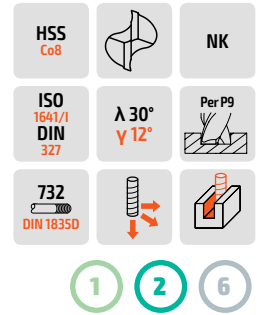 HSS
Co8
NK
ISO
1641/I
DIN
327
λ 30°
γ 12°
Per P9
732
DIN 1835D
1 2 6